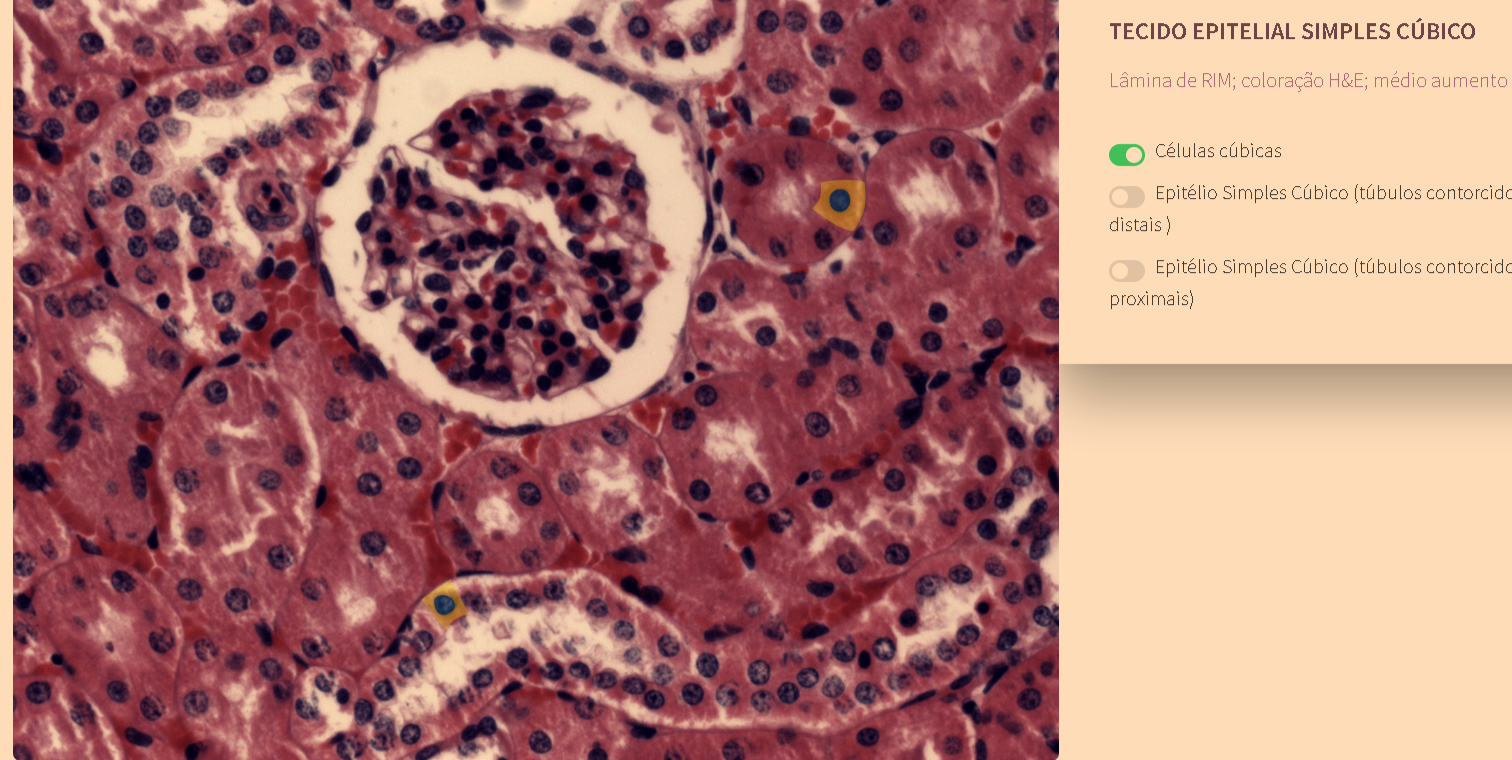 TECIDO EPITELIAL SIMPLES CÚBICO
Lâmina de RIM; coloração H&E; médio aumento
Células cúbicas
Epitélio Simples Cúbico (túbulos contorcido
distais )
Epitélio Simples Cúbico (túbulos contorcido
proximais)